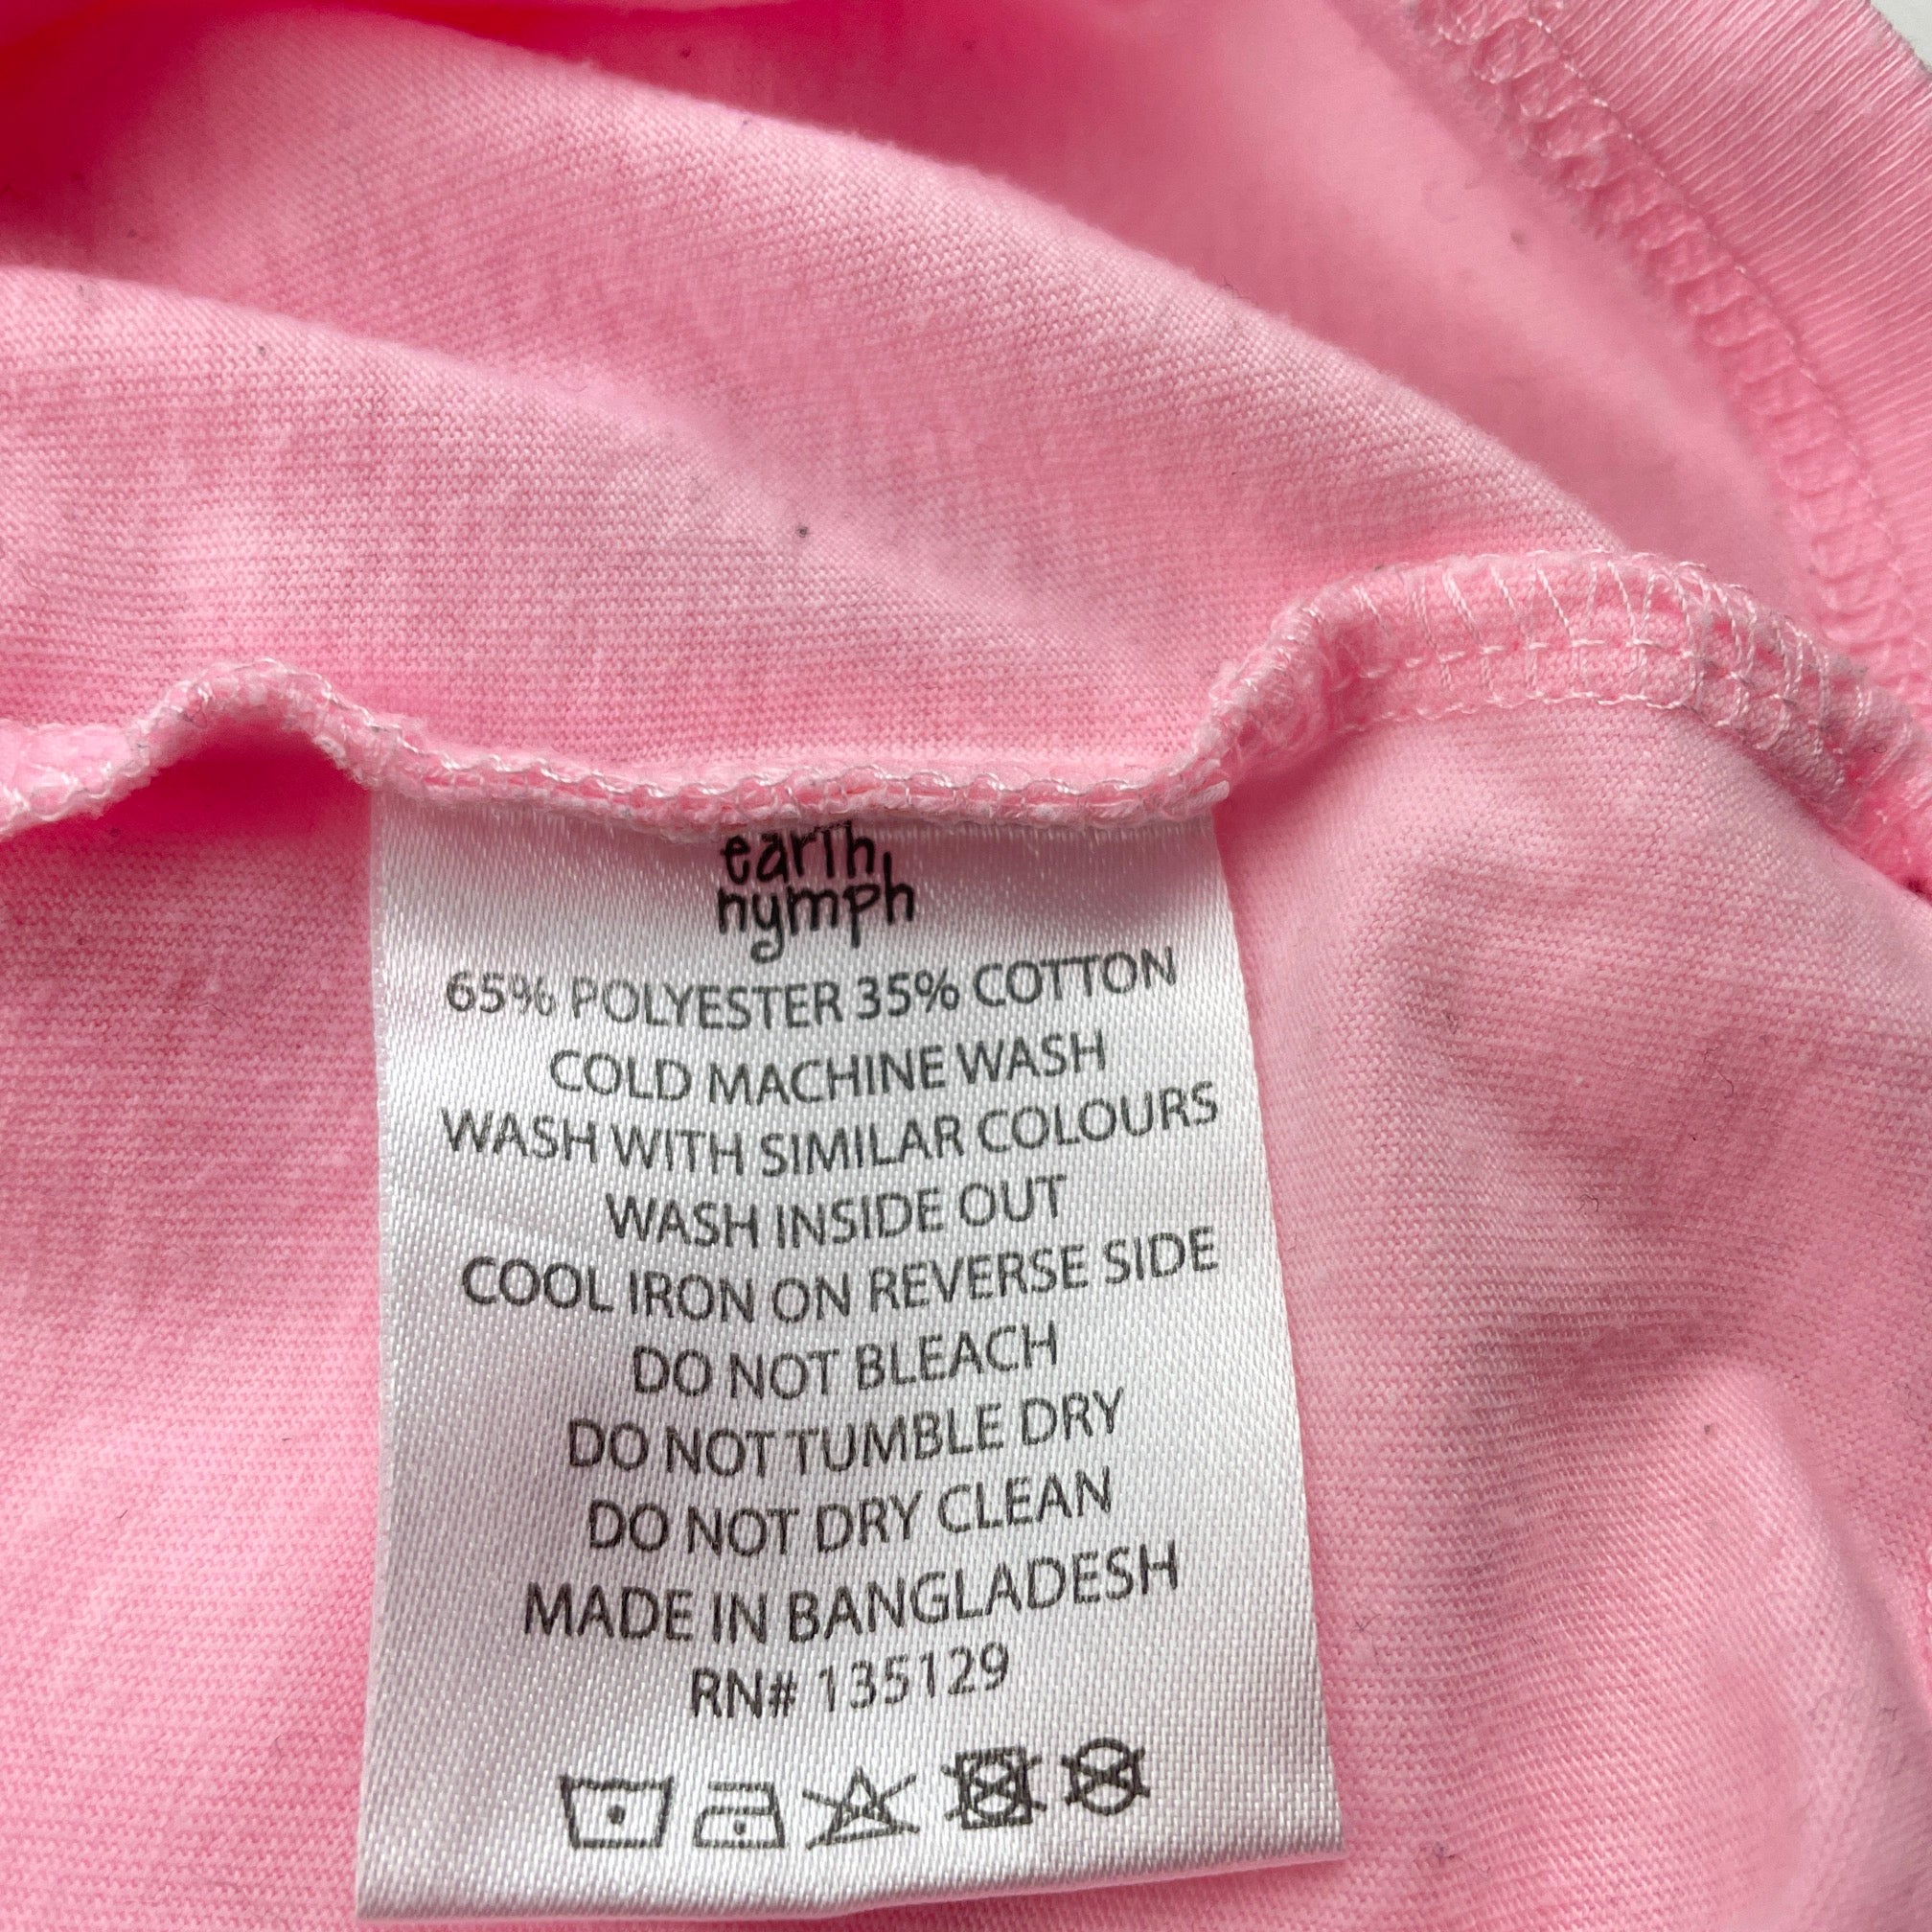 earth
nymph
65% POLYESTER 35% COTTON
COLD MACHINE WASH
WASH WITH SIMILAR COLOURS
WASH INSIDE OUT
COOL IRON ON REVERSE SIDE
DO NOT BLEACH
DO NOT TUMBLE DRY
DO NOT DRY CLEAN
MADE IN BANGLADESH
RN# 135129